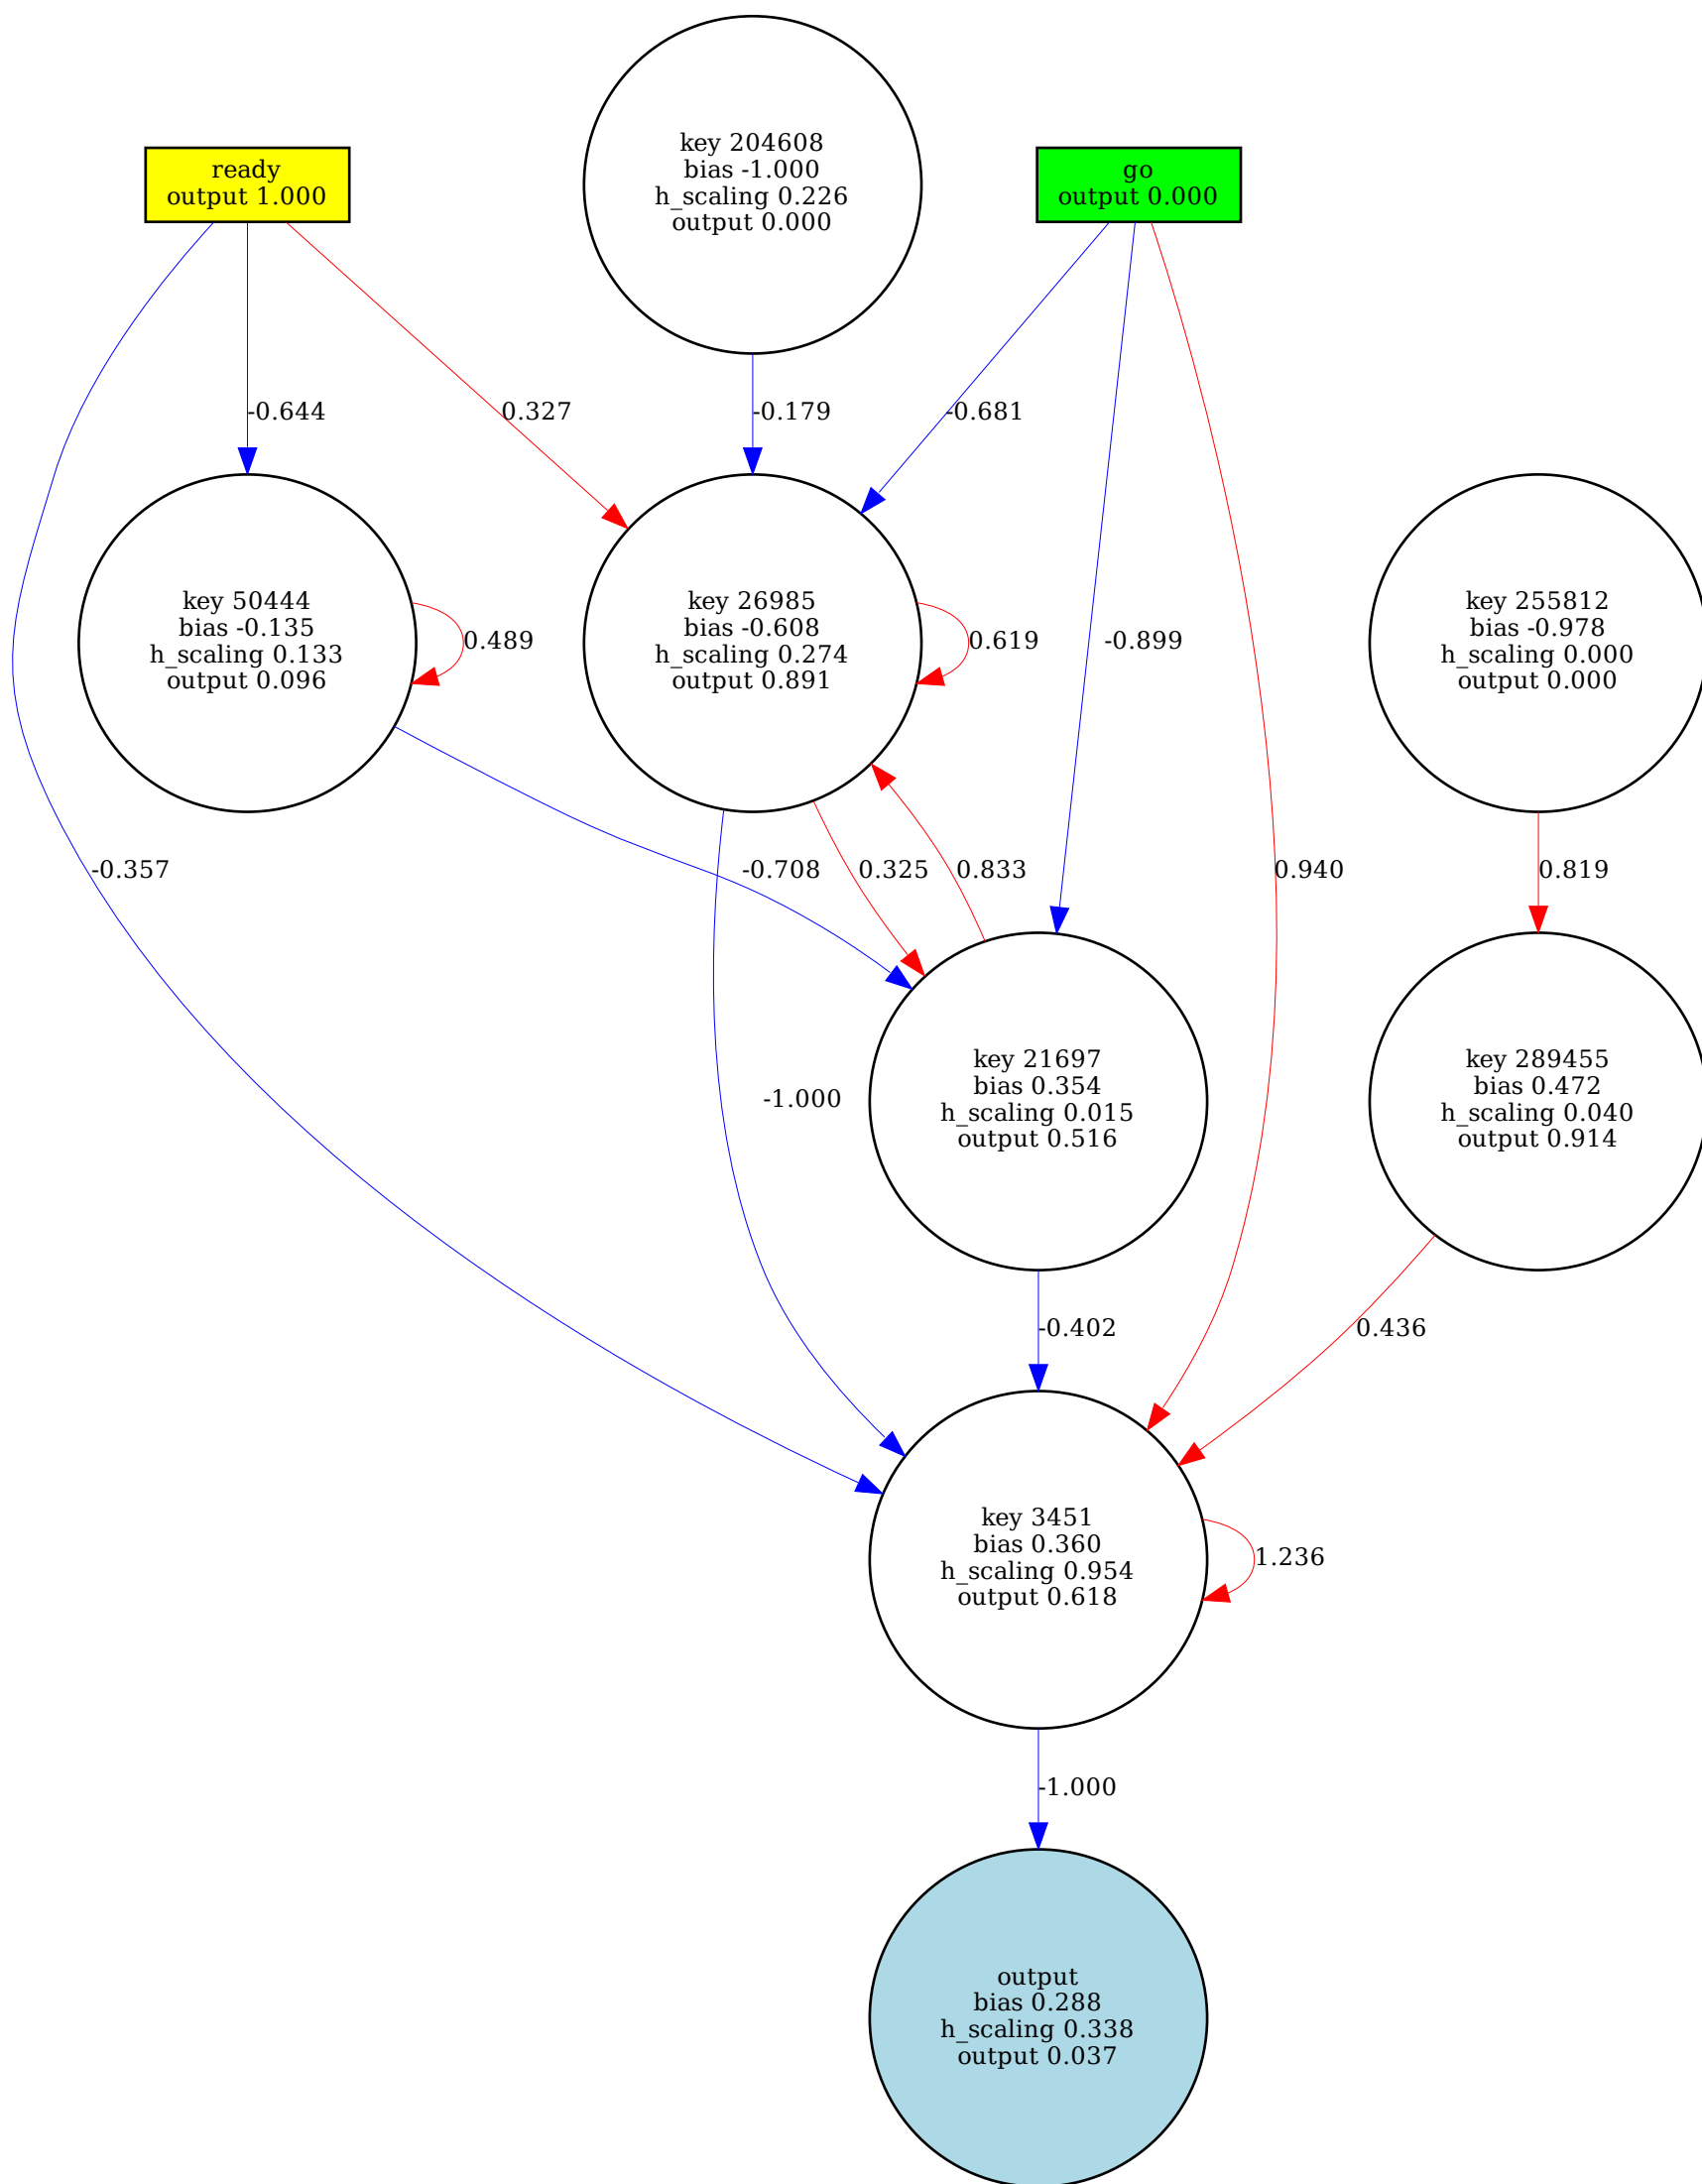 key 204608
bias -1.000
h_scaling 0.226
output 0.000
ready
output 1.000
go
output 0.000
-0.644
0.327
-0.179
-0.681
key 50444
bias -0.135
h_scaling 0.133
output 0.096
0.489
key 26985
bias -0.608
h_scaling 0.274
output 0.891
0.619
-0.899
key 255812
bias -0.978
h_scaling 0.000
output 0.000
-0.357
-0.708
0.325
0.833
0.940
0.819
-1.000
key 21697
bias 0.354
h_scaling 0.015
output 0.516
key 289455
bias 0.472
h_scaling 0.040
output 0.914
-0.402
0.436
key 3451
bias 0.360
h_scaling 0.954
output 0.618
1.236
-1.000
output
bias 0.288
h_scaling 0.338
output 0.037